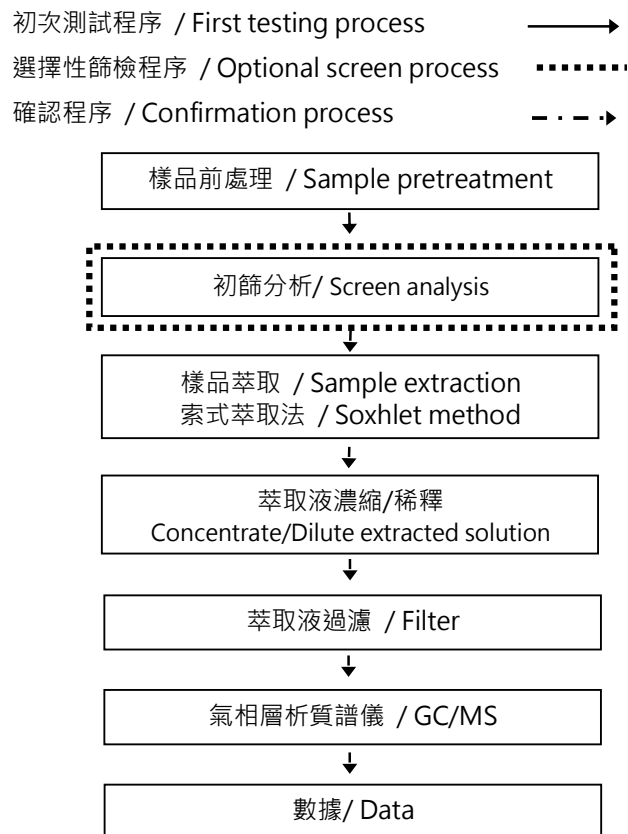 初次測試程序 / First testing process
選擇性篩檢程序 / Optional screen process
確認程序 / Confirmation process
樣品前處理 / Sample pretreatment
初篩分析/ Screen analysis
樣品萃取 / Sample extraction
索式萃取法 / Soxhlet method
萃取液濃縮/稀釋
Concentrate/Dilute extracted solution
萃取液過濾 / Filter
氣相層析質譜儀 / GC/MS
數據/ Data